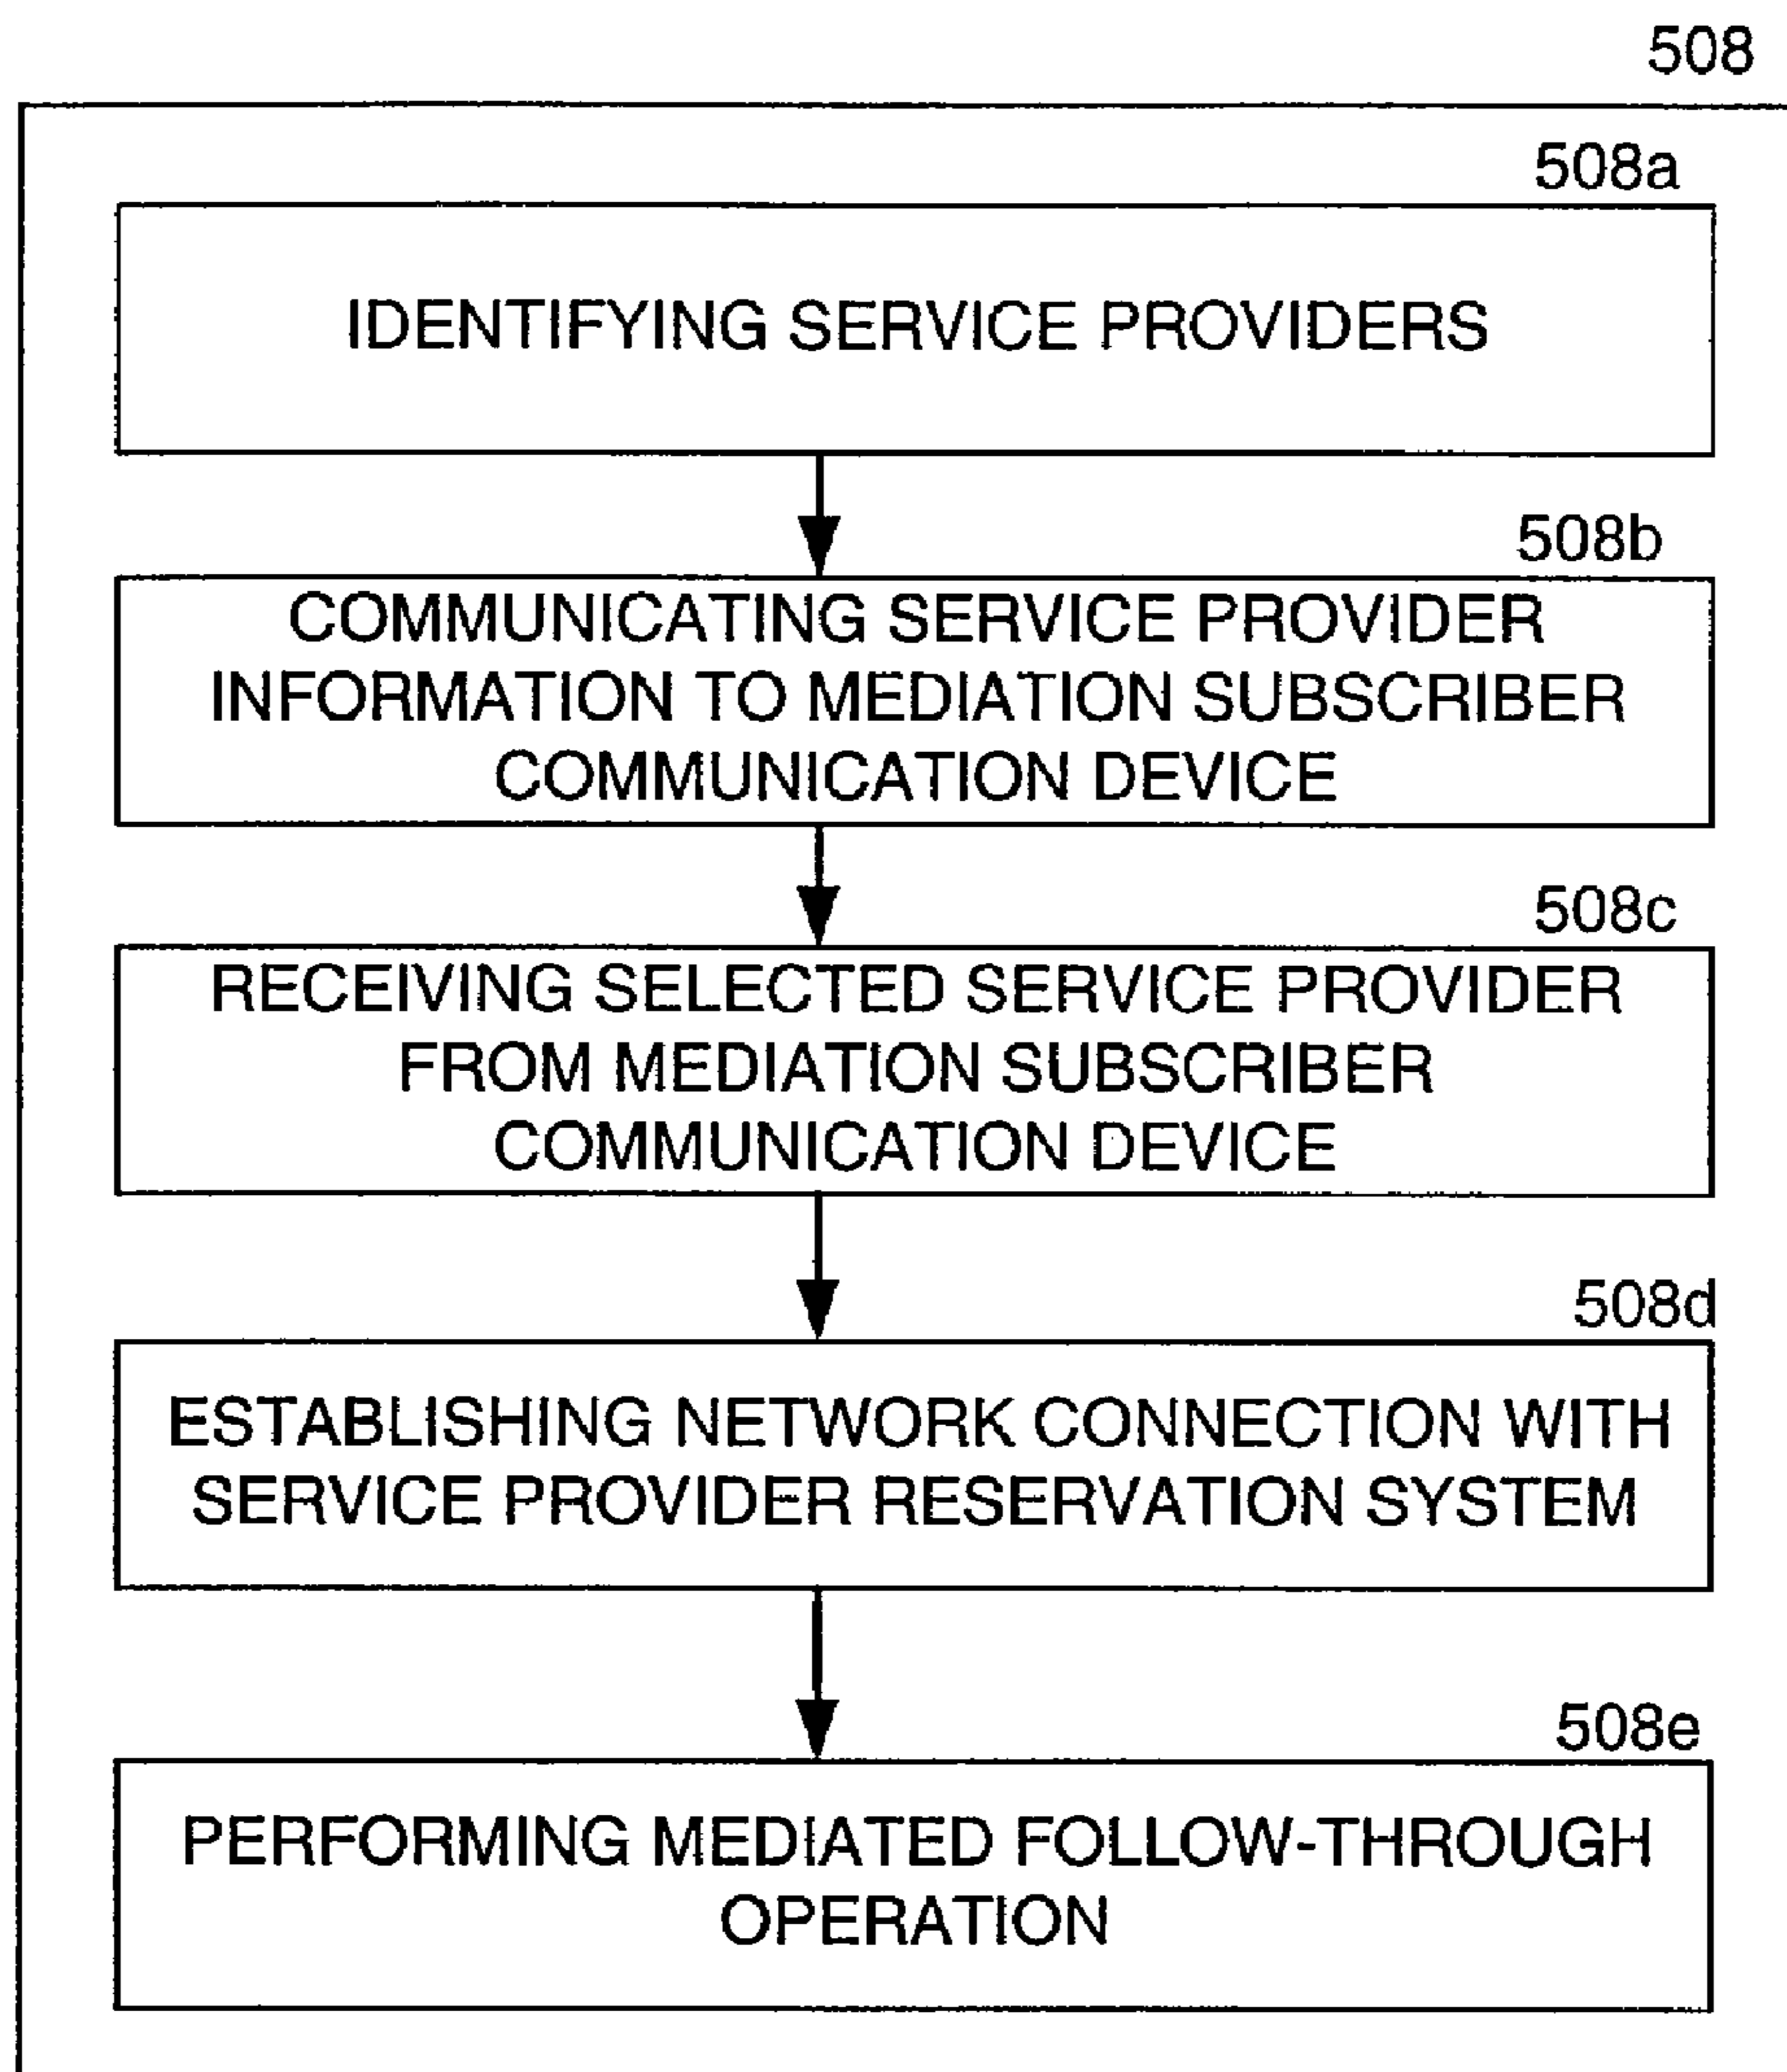 508
508a
IDENTIFYING SERVICE PROVIDERS
508b
COMMUNICATING SERVICE PROVIDER
INFORMATION TO MEDIATION SUBSCRIBER
COMMUNICATION DEVICE
508c
RECEIVING SELECTED SERVICE PROVIDER
FROM MEDIATION SUBSCRIBER
COMMUNICATION DEVICE
508d
ESTABLISHING NETWORK CONNECTION WITH
SERVICE PROVIDER RESERVATION SYSTEM
508e
PERFORMING MEDIATED FOLLOW-THROUGH
OPERATION